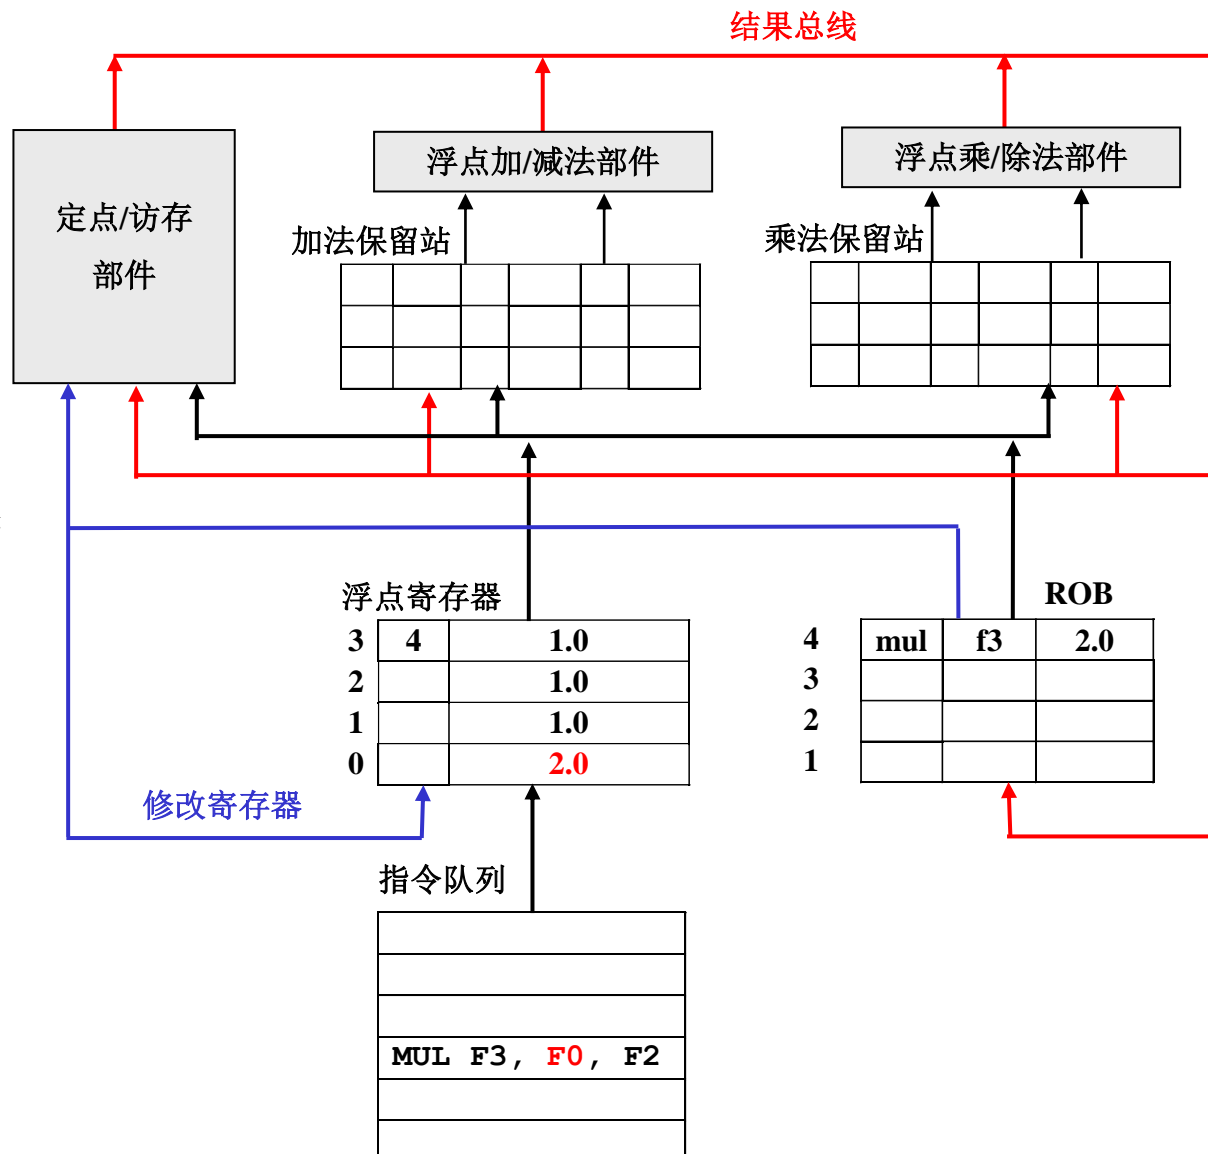 结果总线
浮点加/减法部件
浮点乘/除法部件
定点/访存
部件
加法保留站
乘法保留站
浮点寄存器
ROB
3 4 1.0
2 1.0
1 1.0
0 2.0
4 mul f3 2.0
3
2
1
修改寄存器
指令队列
MUL F3, F0, F2